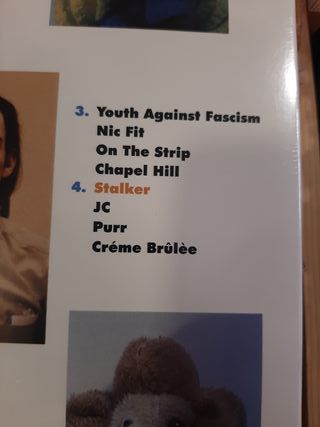 3. Youth Against Fascism
Nic Fit
On The Strip
Chapel Hill
4. Stalker
JC
Purr
Créme Brûlèe